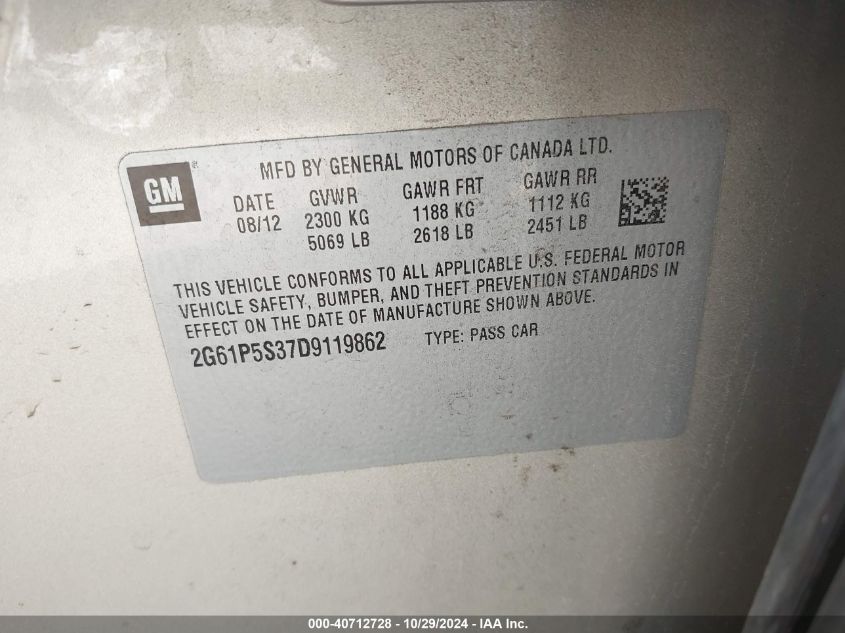 GM ®
MFD BY GENERAL MOTORS OF CANADA LTD.
DATE GVWR GAWR FRT GAWR RR
08/12 2300 KG 1188 KG 1112 KG
5069 LB 2618 LB 2451 LB
THIS VEHICLE CONFORMS TO ALL APPLICABLE U.S. FEDERAL MOTOR
VEHICLE SAFETY, BUMPER, AND THEFT PREVENTION STANDARDS IN
EFFECT ON THE DATE OF MANUFACTURE SHOWN ABOVE.
2G61P5S37D9119862 TYPE: PASS CAR
000-40712728 - 10/29/2024 - IAA Inc.